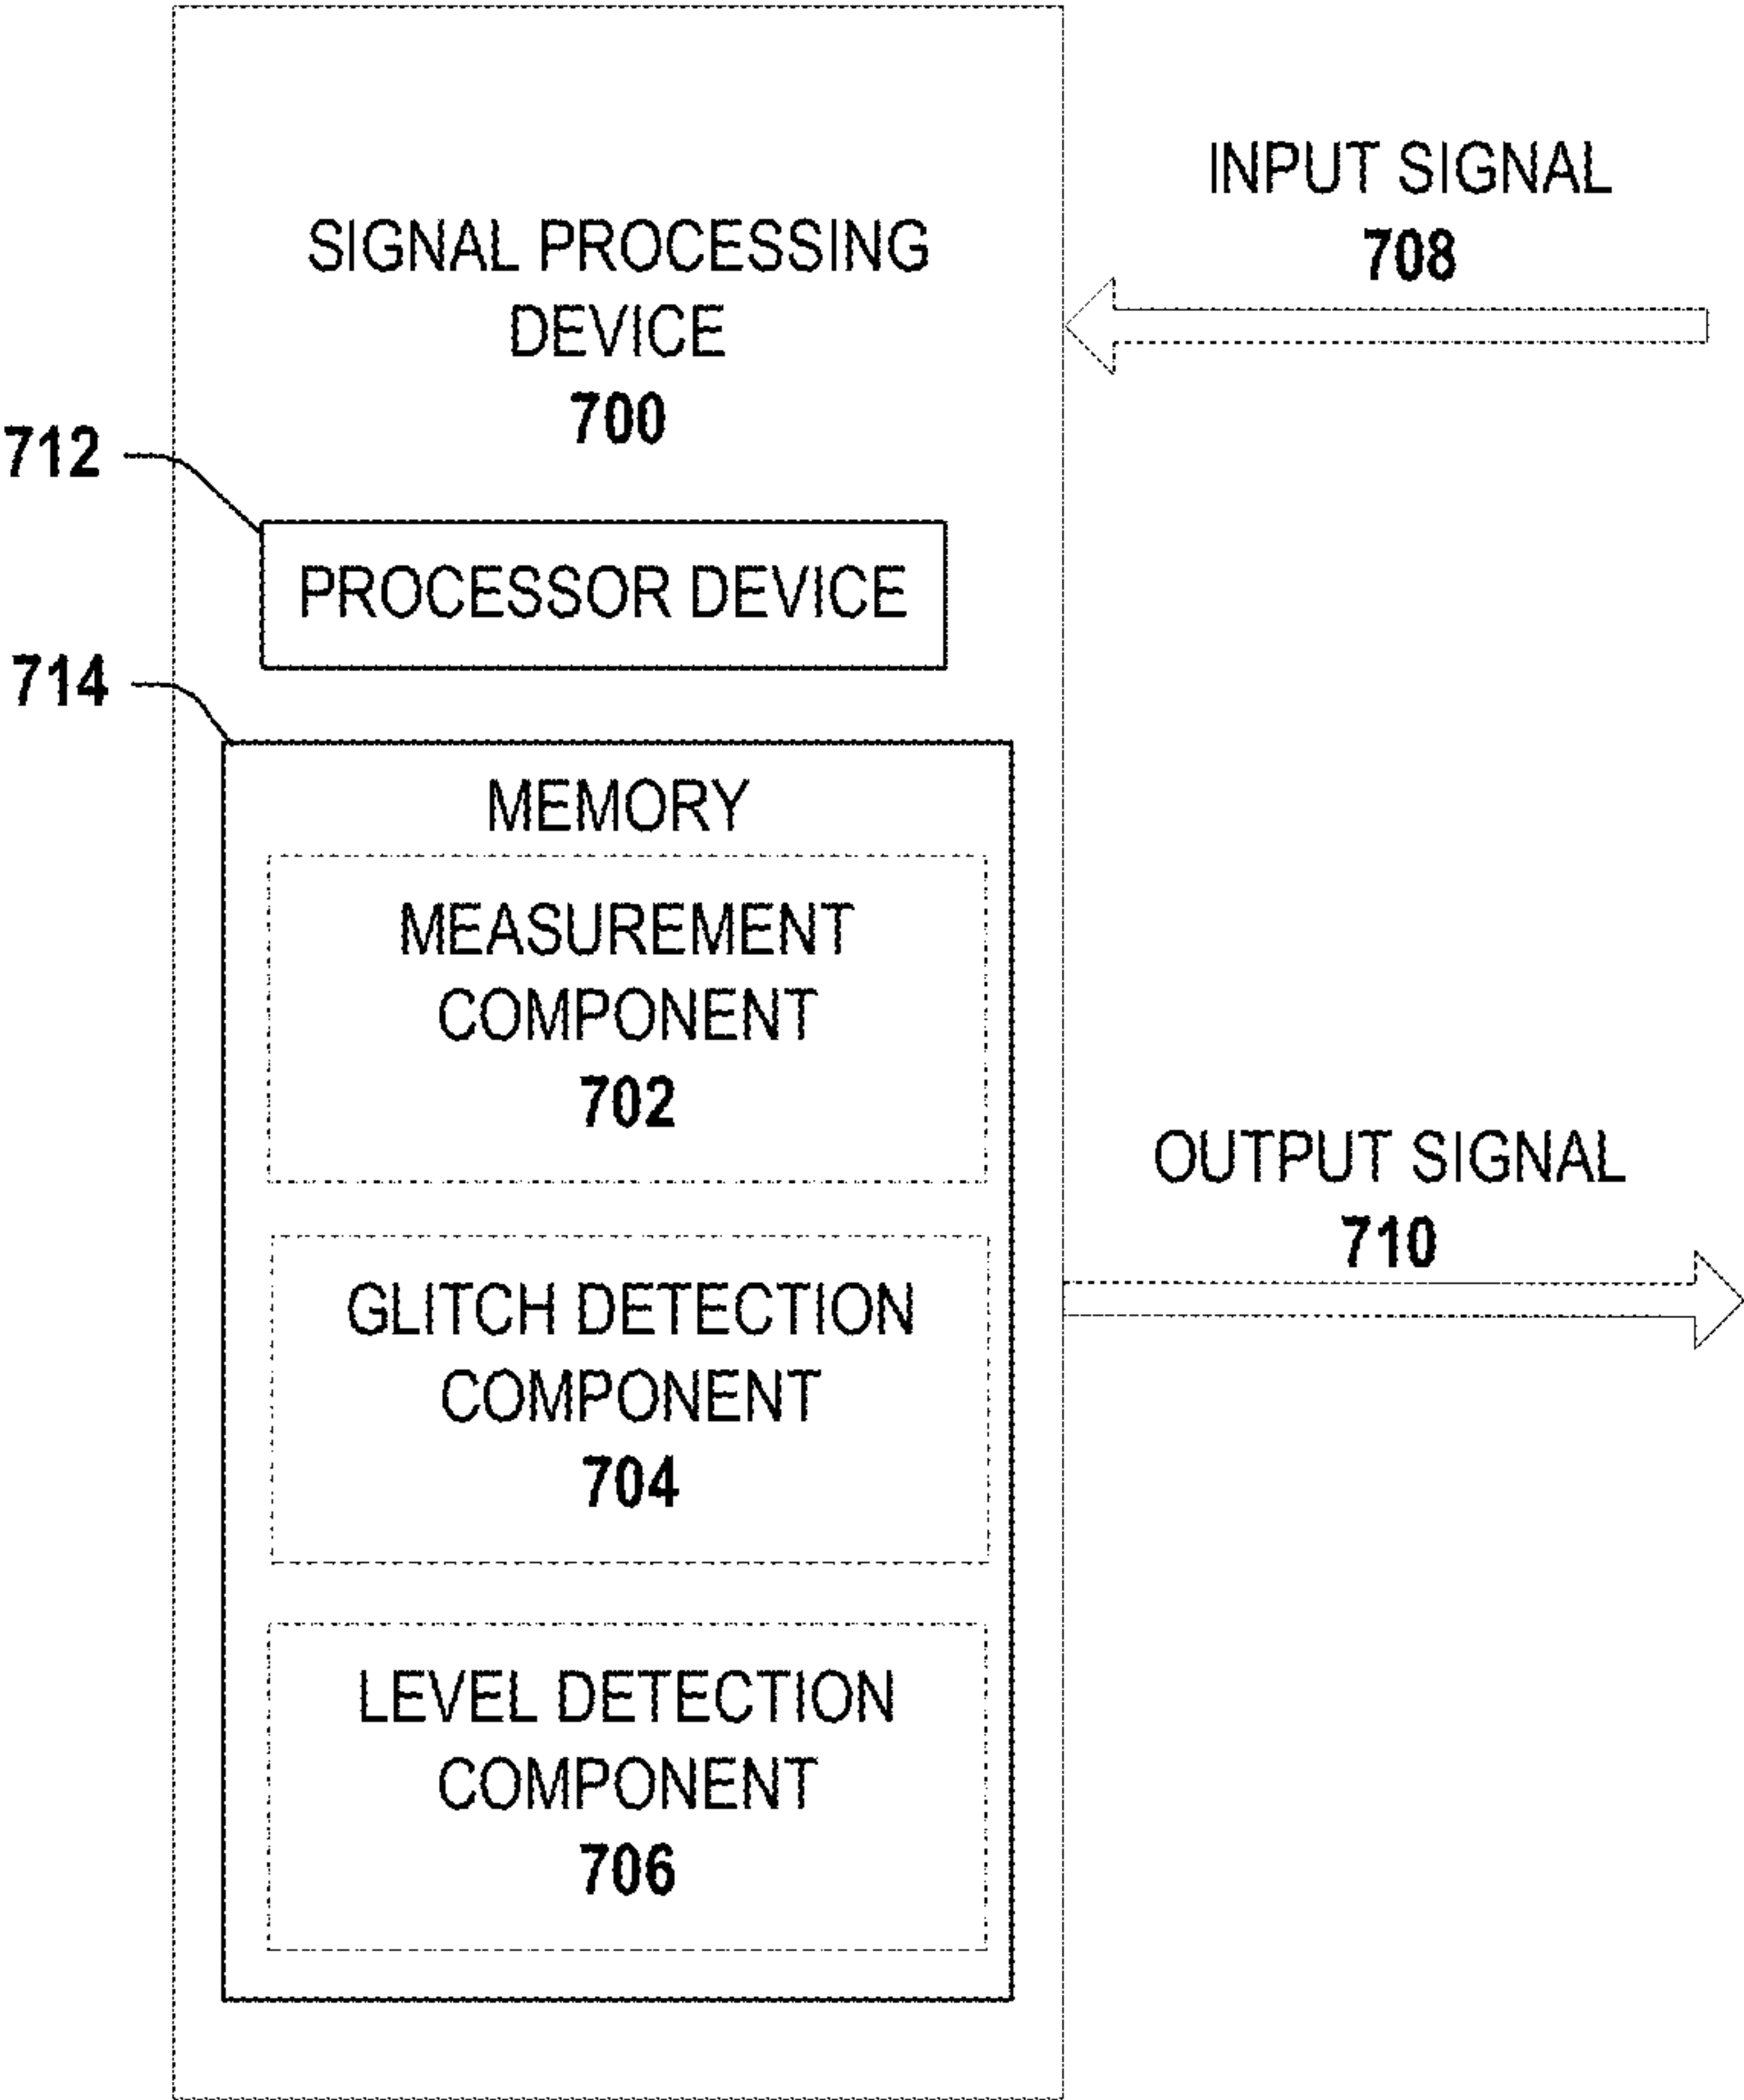 SIGNAL PROCESSING
DEVICE
700
INPUT SIGNAL
708
712
PROCESSOR DEVICE
714
MEMORY
MEASUREMENT
COMPONENT
702
OUTPUT SIGNAL
710
GLITCH DETECTION
COMPONENT
704
LEVEL DETECTION
COMPONENT
706